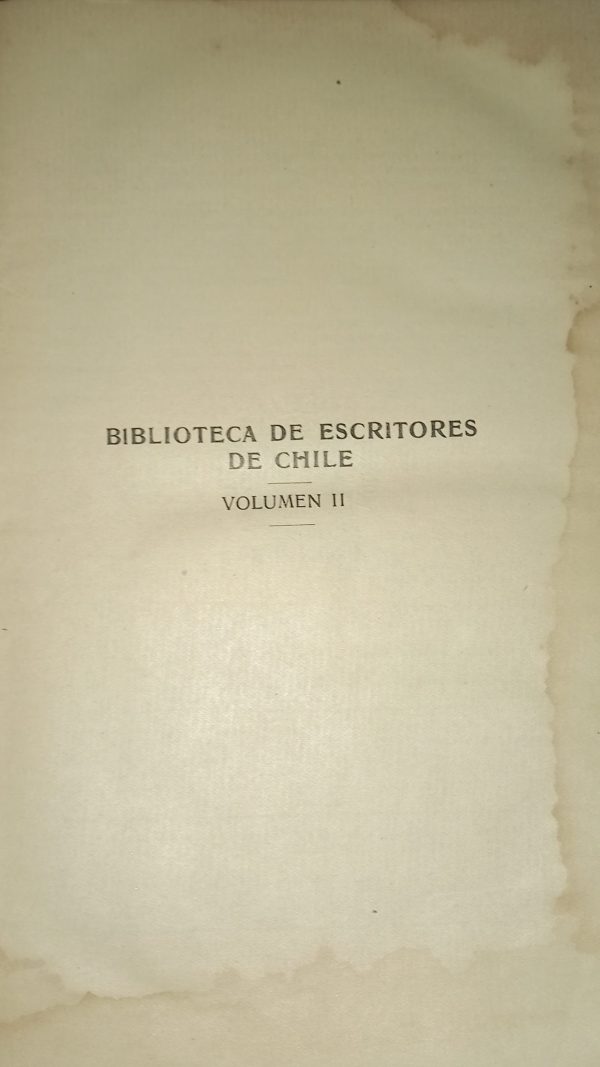 BIBLIOTECA DE ESCRITORES
DE CHILE
VOLUMEN II